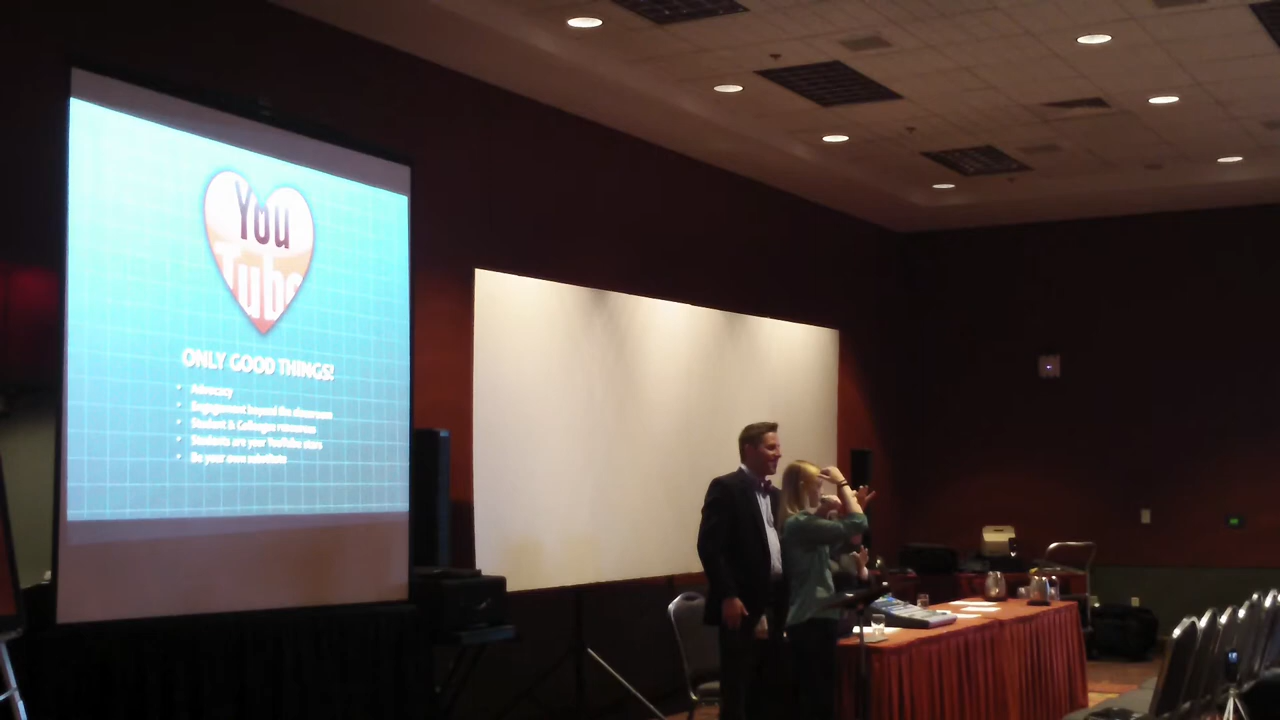 You
Tube
ONLY GOOD THINGS!
• Advocacy
• Engagement beyond the classroom
• Student & Colleague resources
• Students are your YouTube stars
• Be your own substitute